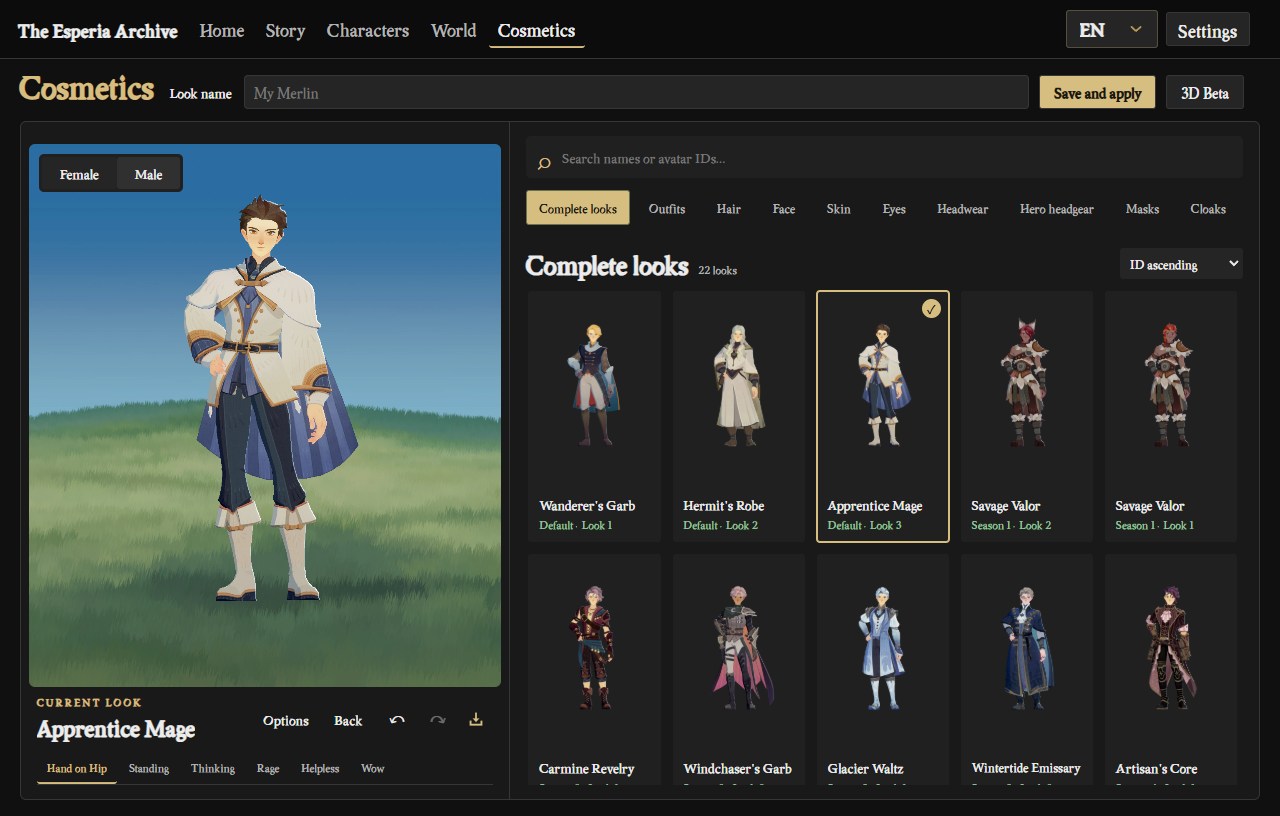 The Esperia Archive Home Story Characters World Cosmetics EN Settings
Cosmetics Look name My Merlin Save and apply 3D Beta
Female Male
Search names or avatar IDs...
Complete looks Outfits Hair Face Skin Eyes Headwear Hero headgear Masks Cloaks
Complete looks 22 looks ID ascending
Wanderer's Garb
Default · Look 1
Hermit's Robe
Default · Look 2
Apprentice Mage
Default · Look 3
Savage Valor
Season 1 · Look 2
Savage Valor
Season 1 · Look 1
Carmine Revelry
Windchaser's Garb
Glacier Waltz
Wintertide Emissary
Artisan's Core
CURRENT LOOK
Apprentice Mage
Options Back
Hand on Hip Standing Thinking Rage Helpless Wow